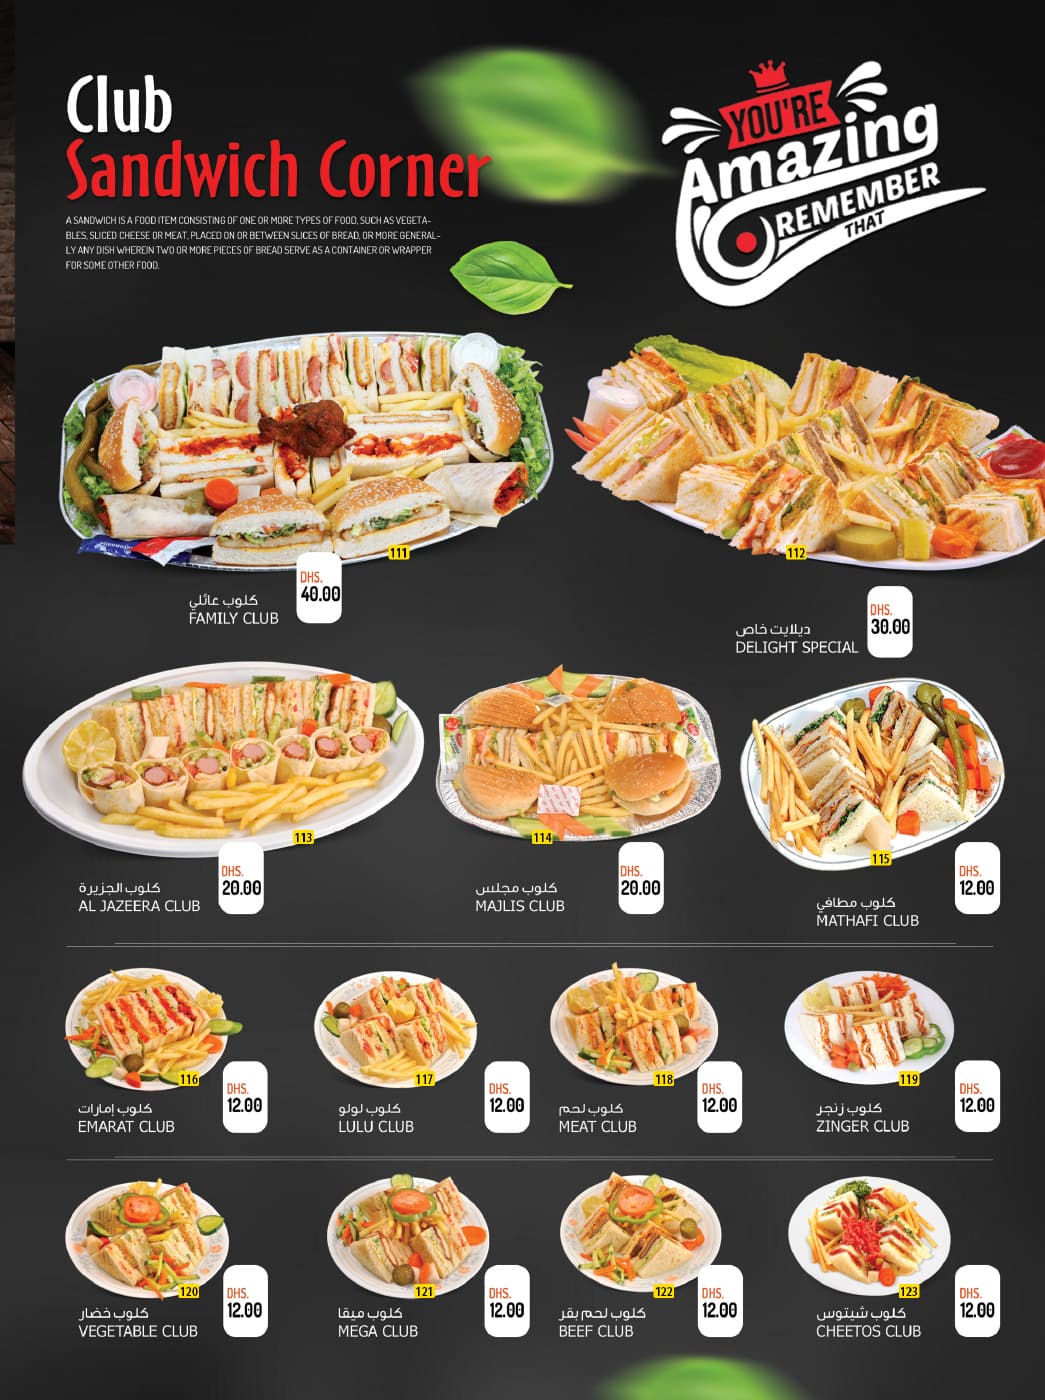 Club
Sandwich Corner
A SANDWICH IS A FOOD ITEM CONSISTING OF ONE OR MORE TYPES OF FOOD, SUCH AS VEGETA-
BLES, SLICED CHEESE OR MEAT, PLACED ON OR BETWEEN SLICES OF BREAD, OR MORE GENERAL-
LY ANY DISH WHEREIN TWO OR MORE PIECES OF BREAD SERVE AS A CONTAINER OR WRAPPER
FOR SOME OTHER FOOD.
YOU'RE
Amazing
REMEMBER
THAT
111
DHS.
40.00
كلوب عائلي
FAMILY CLUB
112
DHS.
30.00
ديلايت خاص
DELIGHT SPECIAL
113
DHS.
20.00
كلوب الجزيرة
AL JAZEERA CLUB
114
DHS.
20.00
كلوب مجلس
MAJLIS CLUB
115
DHS.
12.00
كلوب مطافي
MATHAFI CLUB
116
DHS.
12.00
كلوب إمارات
EMARAT CLUB
117
DHS.
12.00
كلوب لولو
LULU CLUB
118
DHS.
12.00
كلوب لحم
MEAT CLUB
119
DHS.
12.00
كلوب زنجر
ZINGER CLUB
120
DHS.
12.00
كلوب خضار
VEGETABLE CLUB
121
DHS.
12.00
كلوب ميقا
MEGA CLUB
122
DHS.
12.00
كلوب لحم بقر
BEEF CLUB
123
DHS.
12.00
كلوب شيتوس
CHEETOS CLUB